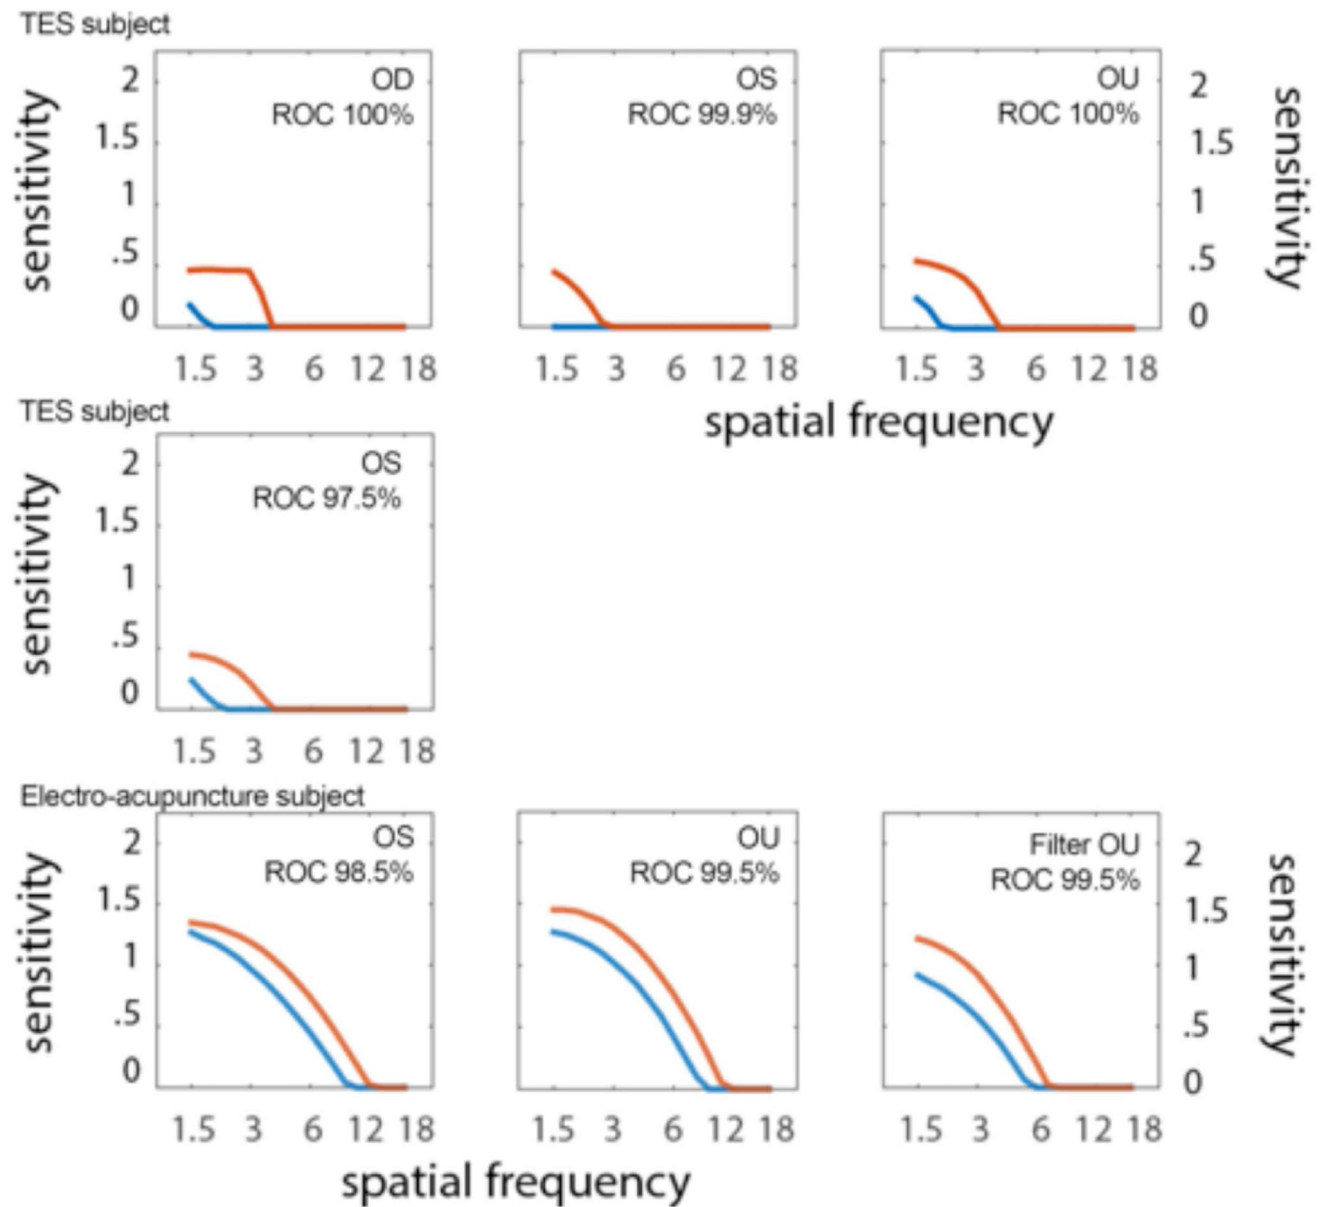 TES subject
sensitivity
2
1.5
1
.5
0
OD
ROC 100%
OS
ROC 99.9%
OU
ROC 100%
2
1.5
1
.5
0
sensitivity
1.5 3 6 12 18
1.5 3 6 12 18
1.5 3 6 12 18
spatial frequency
TES subject
sensitivity
2
1.5
1
.5
0
OS
ROC 97.5%
1.5 3 6 12 18
Electro-acupuncture subject
sensitivity
2
1.5
1
.5
0
OS
ROC 98.5%
OU
ROC 99.5%
Filter OU
ROC 99.5%
2
1.5
1
.5
0
sensitivity
1.5 3 6 12 18
1.5 3 6 12 18
1.5 3 6 12 18
spatial frequency